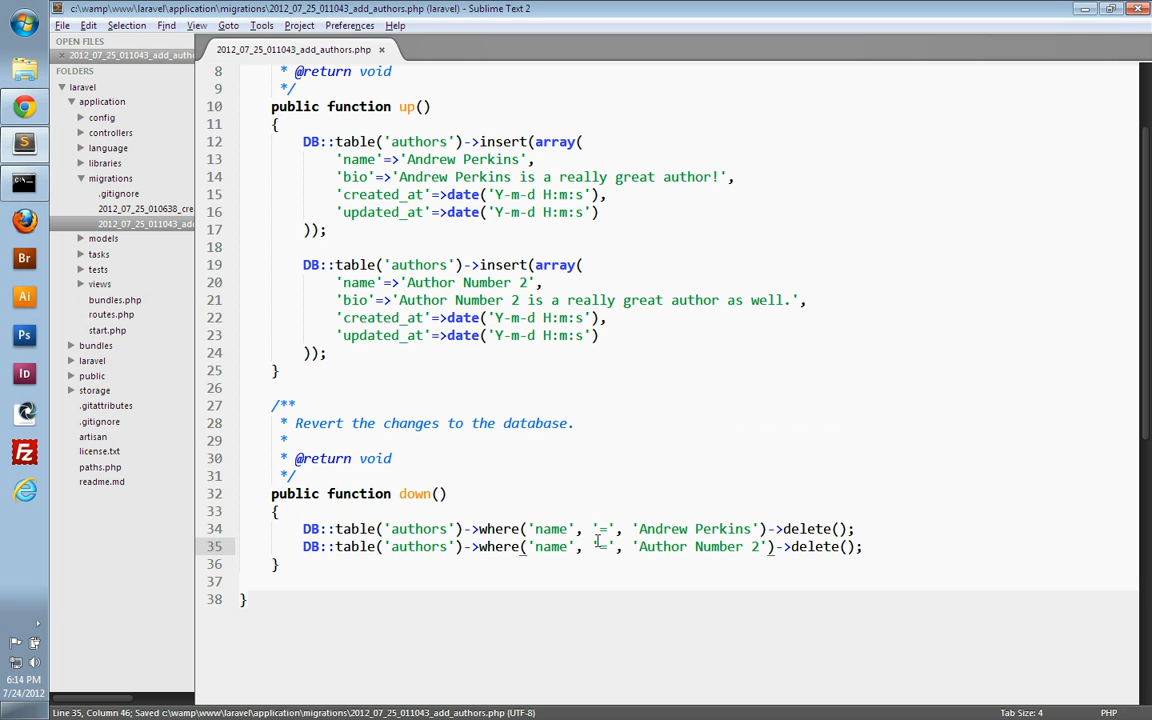 c:\wamp\www\laravel\application\migrations\2012_07_25_011043_add_authors.php (laravel) - Sublime Text 2
File Edit Selection Find View Goto Tools Project Preferences Help
OPEN FILES
2012_07_25_011043_add_auth
FOLDERS
laravel
application
config
controllers
language
libraries
migrations
.gitignore
2012_07_25_010638_cre
2012_07_25_011043_add
models
tasks
tests
views
bundles.php
routes.php
start.php
bundles
laravel
public
storage
.gitattributes
.gitignore
artisan
license.txt
paths.php
readme.md
2012_07_25_011043_add_authors.php
8 * @return void
9 */
10 public function up()
11 {
12 DB::table('authors')->insert(array(
13 'name'=>'Andrew Perkins',
14 'bio'=>'Andrew Perkins is a really great author!',
15 'created_at'=>date('Y-m-d H:m:s'),
16 'updated_at'=>date('Y-m-d H:m:s')
17 ));
18
19 DB::table('authors')->insert(array(
20 'name'=>'Author Number 2',
21 'bio'=>'Author Number 2 is a really great author as well.',
22 'created_at'=>date('Y-m-d H:m:s'),
23 'updated_at'=>date('Y-m-d H:m:s')
24 ));
25 }
26
27 /**
28 * Revert the changes to the database.
29 *
30 * @return void
31 */
32 public function down()
33 {
34 DB::table('authors')->where('name', '=', 'Andrew Perkins')->delete();
35 DB::table('authors')->where('name', '=', 'Author Number 2')->delete();
36 }
37
38 }
Br
Ai
Ps
Id
Fz
6:14 PM
7/24/2012
Line 35, Column 46; Saved c:\wamp\www\laravel\application\migrations\2012_07_25_011043_add_authors.php (UTF-8)
Tab Size: 4
PHP